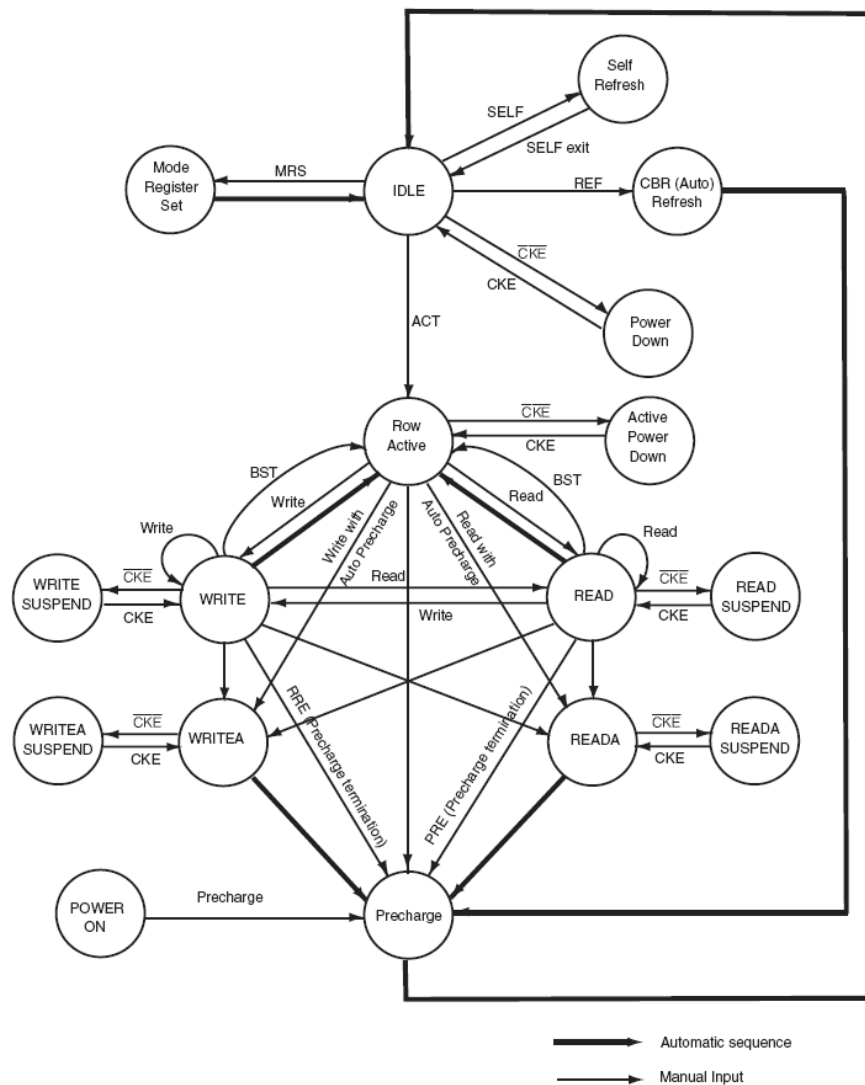 Self
Refresh
SELF
SELF exit
Mode
Register
Set
MRS
IDLE
REF
CBR (Auto)
Refresh
CKE
CKE
Power
Down
ACT
Row
Active
CKE
CKE
Active
Power
Down
BST
Write
Write with
Auto Precharge
Read with
Auto Precharge
Read
BST
Write
Read
WRITE
SUSPEND
CKE
CKE
WRITE
Read
Write
READ
CKE
CKE
READ
SUSPEND
WRITEA
SUSPEND
CKE
CKE
WRITEA
RRE (Precharge termination)
PRE (Precharge termination)
READA
CKE
CKE
READA
SUSPEND
POWER
ON
Precharge
Precharge
Automatic sequence
Manual Input